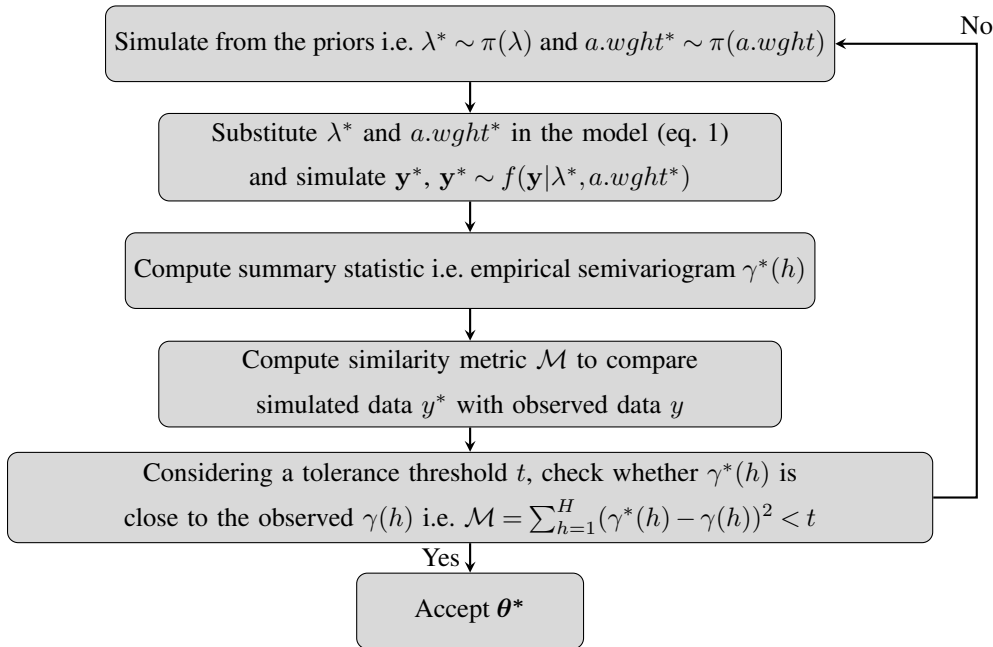 Simulate from the priors i.e. λ* ∼ π(λ) and a.wght* ∼ π(a.wght)
No
Substitute λ* and a.wght* in the model (eq. 1)
and simulate y*, y* ∼ f(y|λ*, a.wght*)
Compute summary statistic i.e. empirical semivariogram γ*(h)
Compute similarity metric ℳ to compare
simulated data y* with observed data y
Considering a tolerance threshold t, check whether γ*(h) is
close to the observed γ(h) i.e. ℳ = ∑_{h=1}^{H}(γ*(h) − γ(h))² < t
Yes
Accept θ*